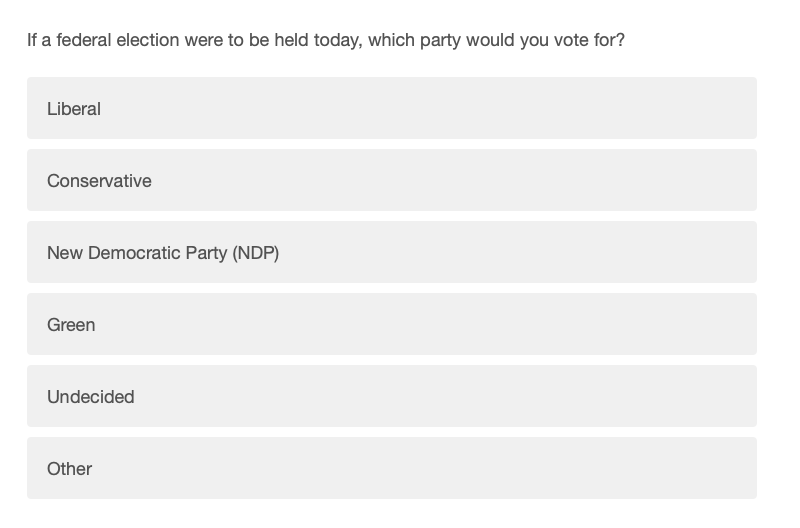 If a federal election were to be held today, which party would you vote for?
Liberal
Conservative
New Democratic Party (NDP)
Green
Undecided
Other